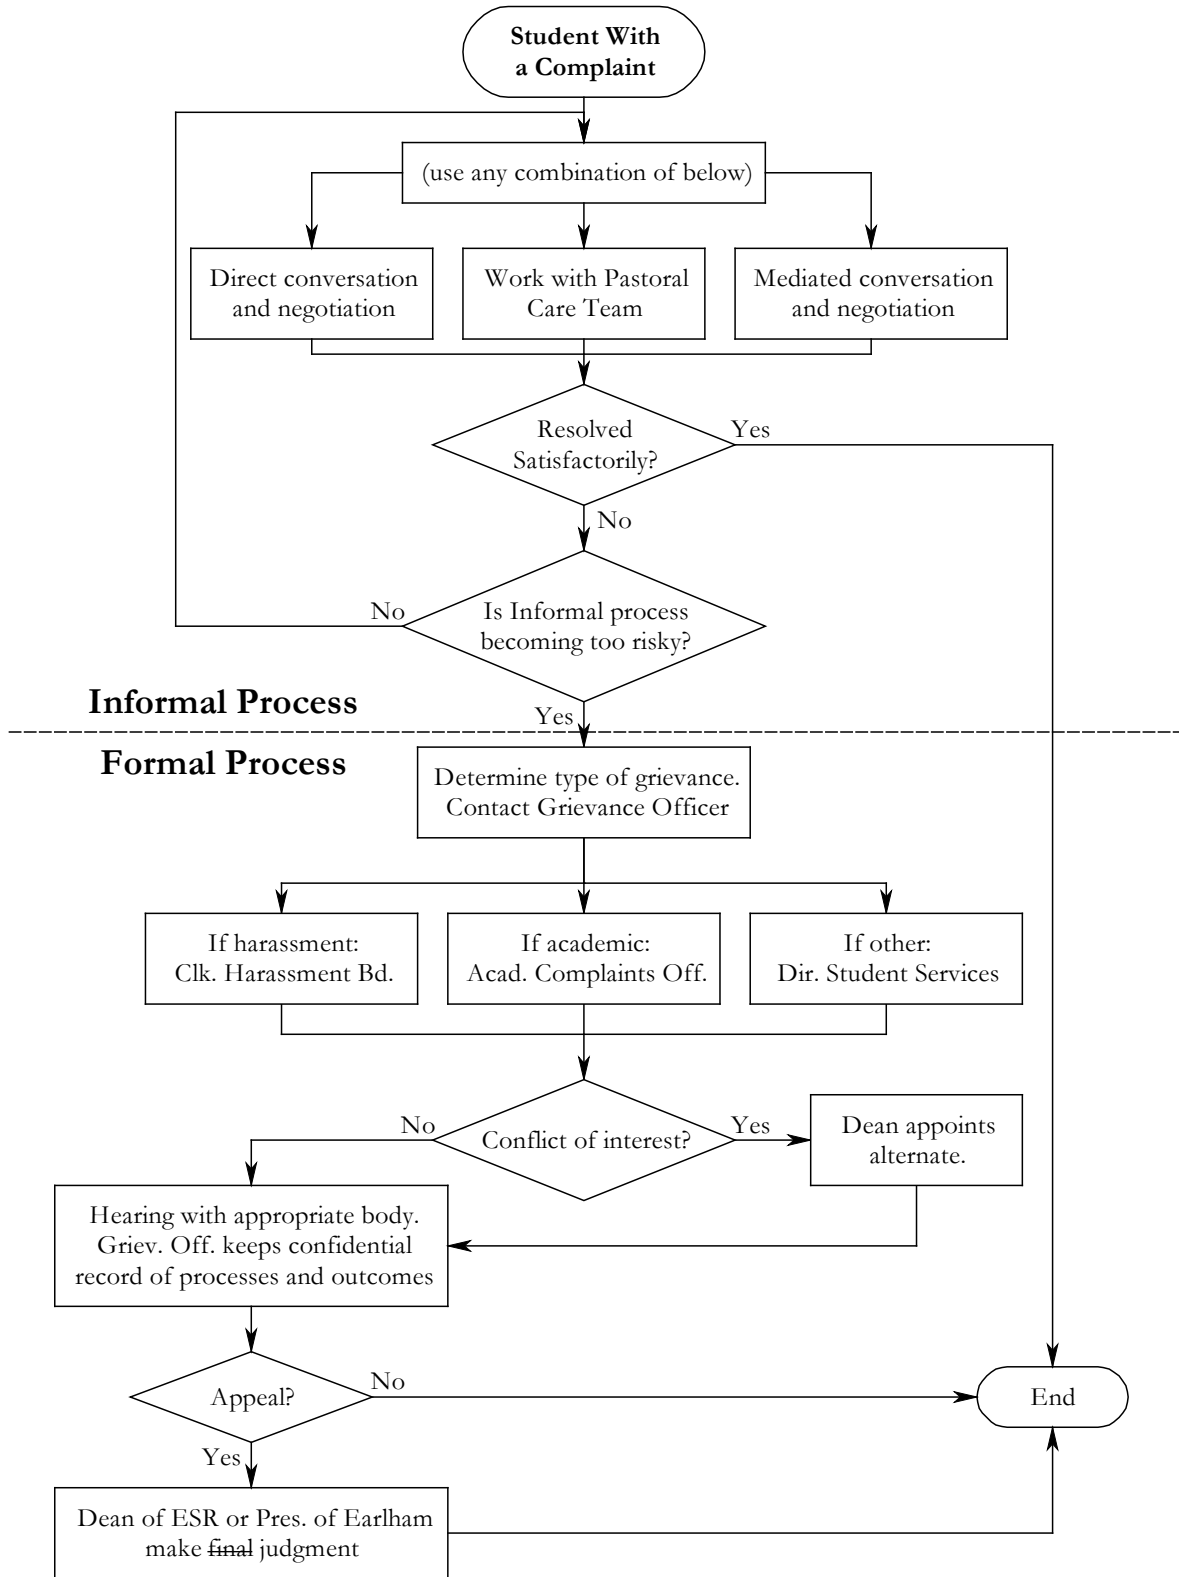 Student With
a Complaint
(use any combination of below)
Direct conversation
and negotiation
Work with Pastoral
Care Team
Mediated conversation
and negotiation
Resolved
Satisfactorily?
Yes
No
Is Informal process
becoming too risky?
No
Informal Process
Yes
Formal Process
Determine type of grievance.
Contact Grievance Officer
If harassment:
Clk. Harassment Bd.
If academic:
Acad. Complaints Off.
If other:
Dir. Student Services
Conflict of interest?
No
Yes
Dean appoints
alternate.
Hearing with appropriate body.
Griev. Off. keeps confidential
record of processes and outcomes
Appeal?
No
End
Yes
Dean of ESR or Pres. of Earlham
make final judgment